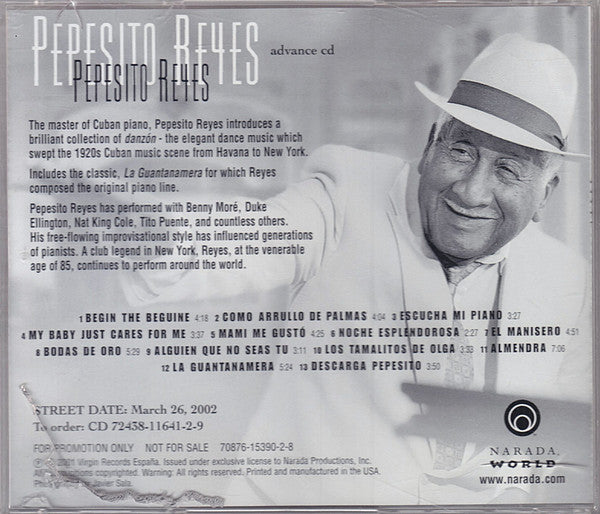 PEPESITO REYES
advance cd
PEPESITO REYES
The master of Cuban piano, Pepesito Reyes introduces a
brilliant collection of danzón - the elegant dance music which
swept the 1920s Cuban music scene from Havana to New York.
Includes the classic, La Guantanamera for which Reyes
composed the original piano line.
Pepesito Reyes has performed with Benny Moré, Duke
Ellington, Nat King Cole, Tito Puente, and countless others.
His free-flowing improvisational style has influenced generations
of pianists. A club legend in New York, Reyes, at the venerable
age of 85, continues to perform around the world.
1 BEGIN THE BEGUINE 4:18 2 COMO ARRULLO DE PALMAS 4:04 3 ESCUCHA MI PIANO 3:27
4 MY BABY JUST CARES FOR ME 3:37 5 MAMI ME GUSTÓ 4:25 6 NOCHE ESPLENDOROSA 2:27 7 EL MANISERO 4:51
8 BODAS DE ORO 5:29 9 ALGUIEN QUE NO SEAS TU 3:11 10 LOS TAMALITOS DE OLGA 3:33 11 ALMENDRA 7:06
12 LA GUANTANAMERA 5:24 13 DESCARGA PEPESITO 3:50
STREET DATE: March 26, 2002
To order: CD 72438-11641-2-9
FOR PROMOTION ONLY NOT FOR SALE 70876-15390-2-8
℗ © 2001 Virgin Records España. Issued under exclusive license to Narada Productions, Inc.
All copyrighted. Warning: All rights reserved. Printed and manufactured in the USA.
by Javier Sala.
NARADA
WORLD
www.narada.com